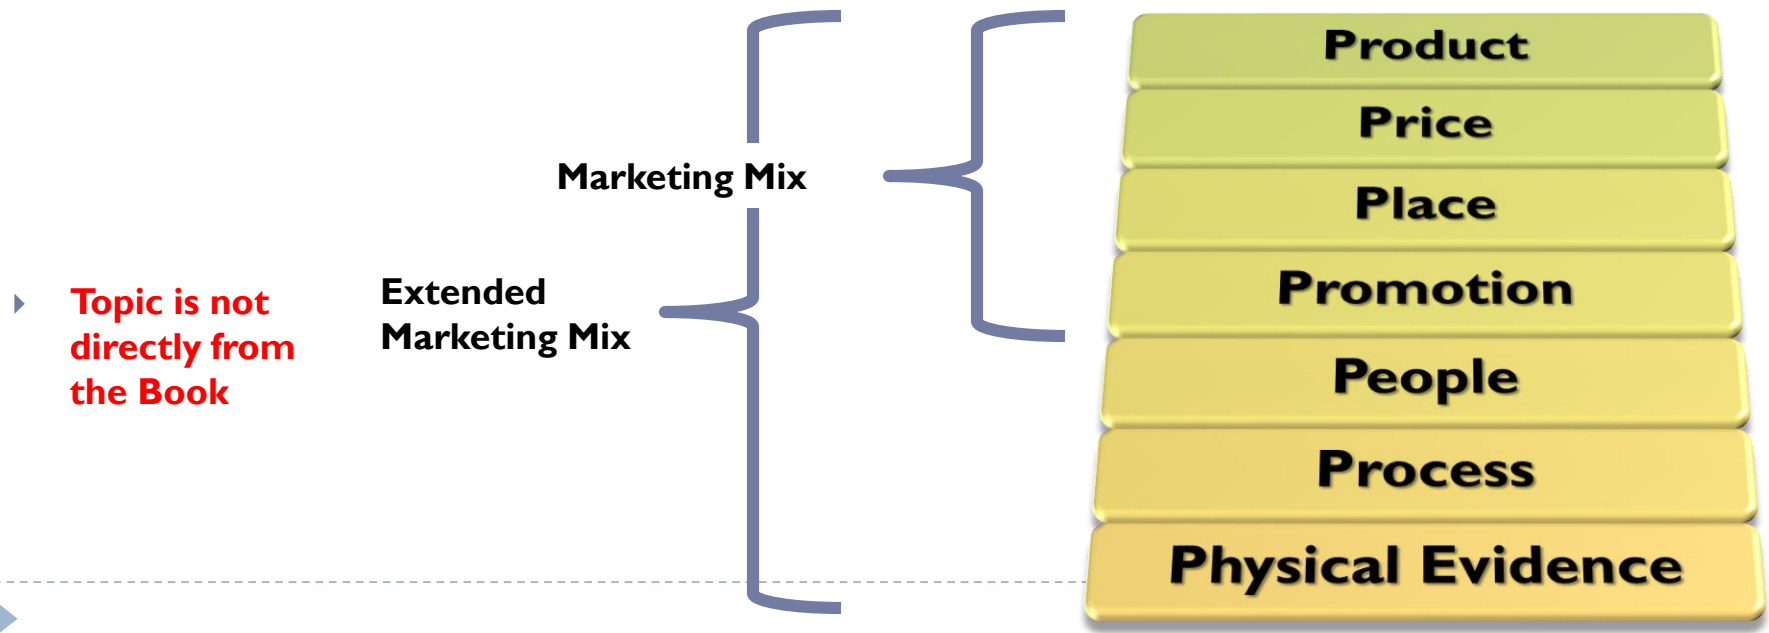 Topic is not
directly from
the Book
Extended
Marketing Mix
Marketing Mix
Product
Price
Place
Promotion
People
Process
Physical Evidence